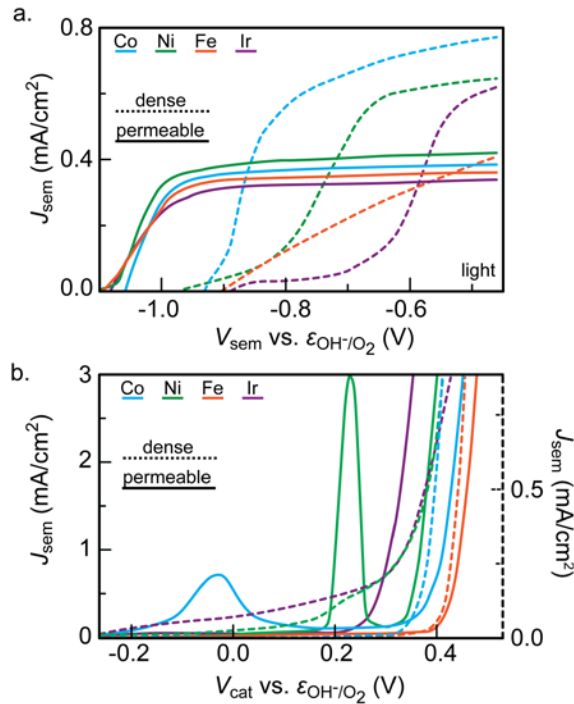 a.
Co Ni Fe Ir
dense
permeable
light
0.8
0.4
0.0
J_sem (mA/cm²)
-1.0 -0.8 -0.6
V_sem vs. ε_OH⁻/O₂ (V)
b.
Co Ni Fe Ir
dense
permeable
3
2
1
0
J_sem (mA/cm²)
0.5
0.0
J_sem (mA/cm²)
-0.2 0.0 0.2 0.4
V_cat vs. ε_OH⁻/O₂ (V)